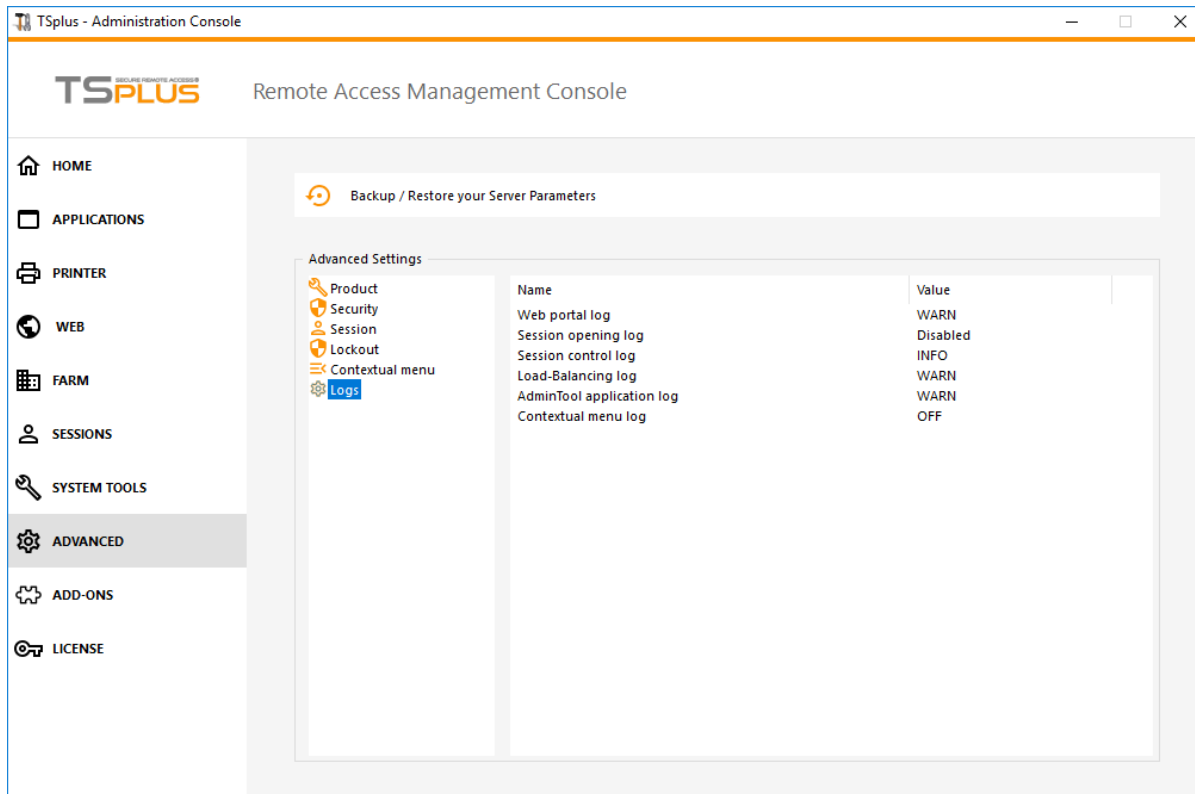 TSplus - Administration Console
SECURE REMOTE ACCESS
TSPLUS
Remote Access Management Console
HOME
APPLICATIONS
PRINTER
WEB
FARM
SESSIONS
SYSTEM TOOLS
ADVANCED
ADD-ONS
LICENSE
Backup / Restore your Server Parameters
Advanced Settings
Product
Security
Session
Lockout
Contextual menu
Logs
Name Value
Web portal log WARN
Session opening log Disabled
Session control log INFO
Load-Balancing log WARN
AdminTool application log WARN
Contextual menu log OFF